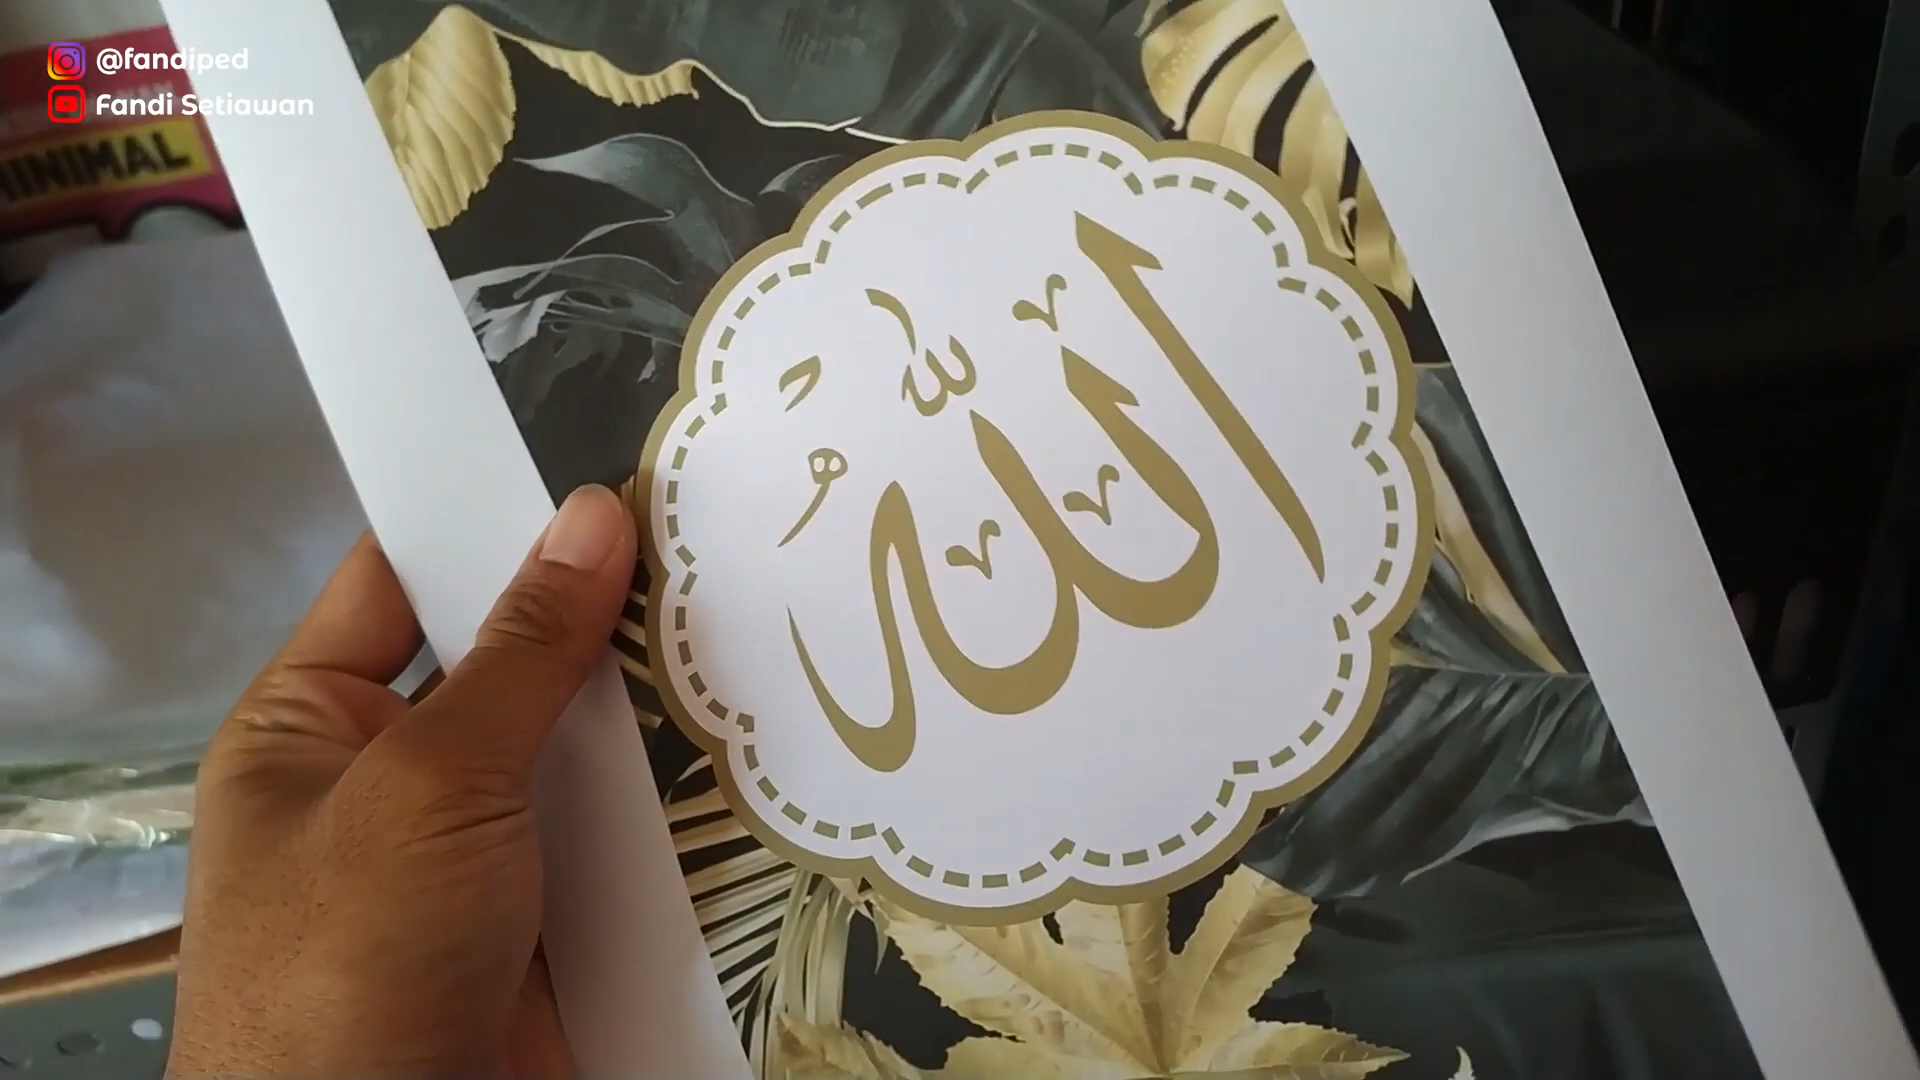 @fandiped
Fandi Setiawan
MINIMAL
الله